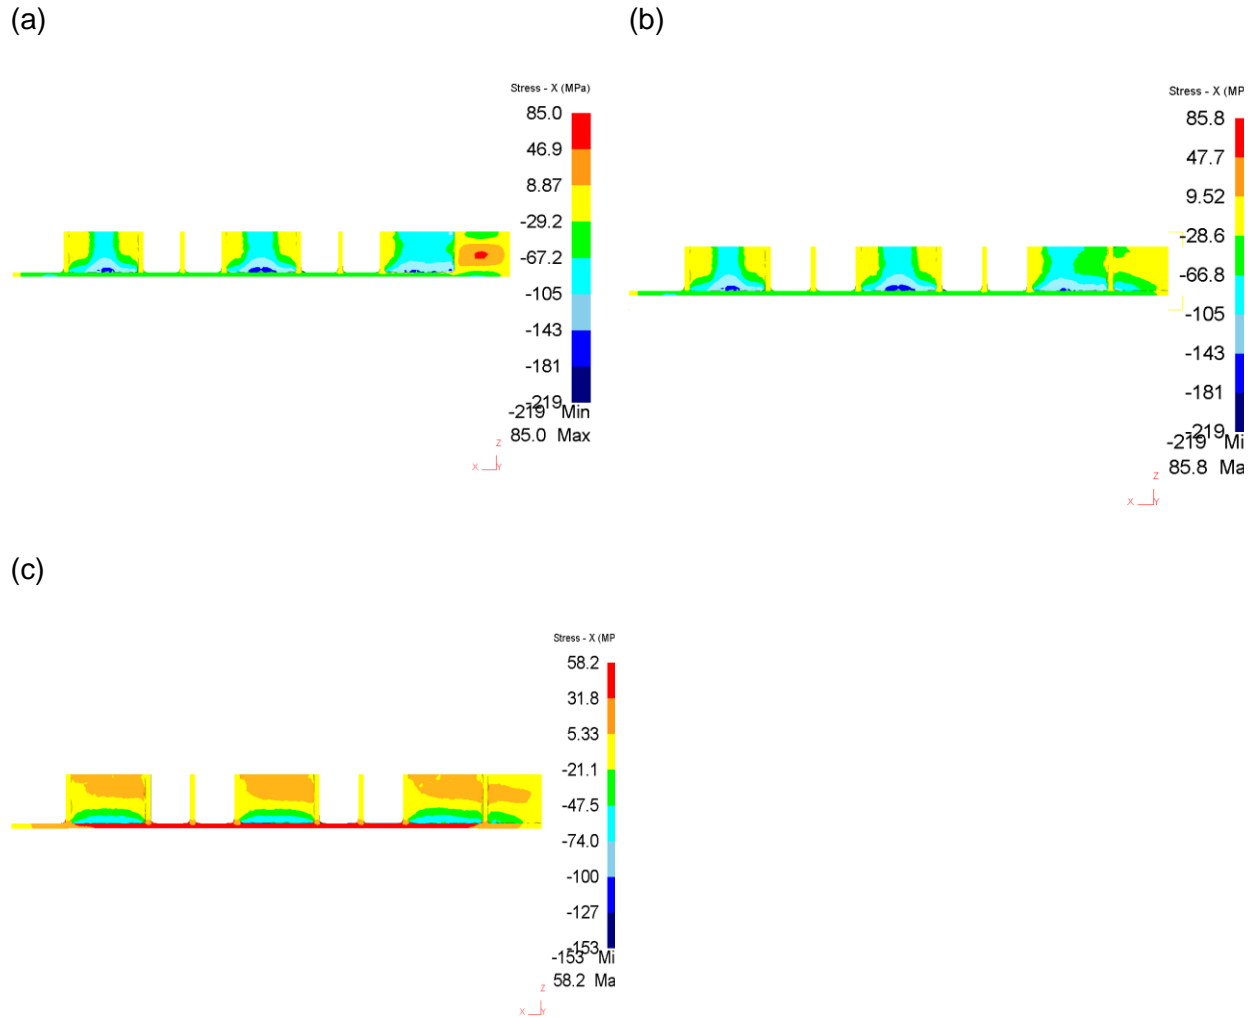 (a)
Stress - X (MPa)
85.0
46.9
8.87
-29.2
-67.2
-105
-143
-181
-219
-219 Min
85.0 Max
Z
X Y
(b)
Stress - X (MP
85.8
47.7
9.52
-28.6
-66.8
-105
-143
-181
-219
-219 Mi
85.8 Ma
Z
X Y
(c)
Stress - X (MP
58.2
31.8
5.33
-21.1
-47.5
-74.0
-100
-127
-153
-153 Mi
58.2 Ma
Z
X Y